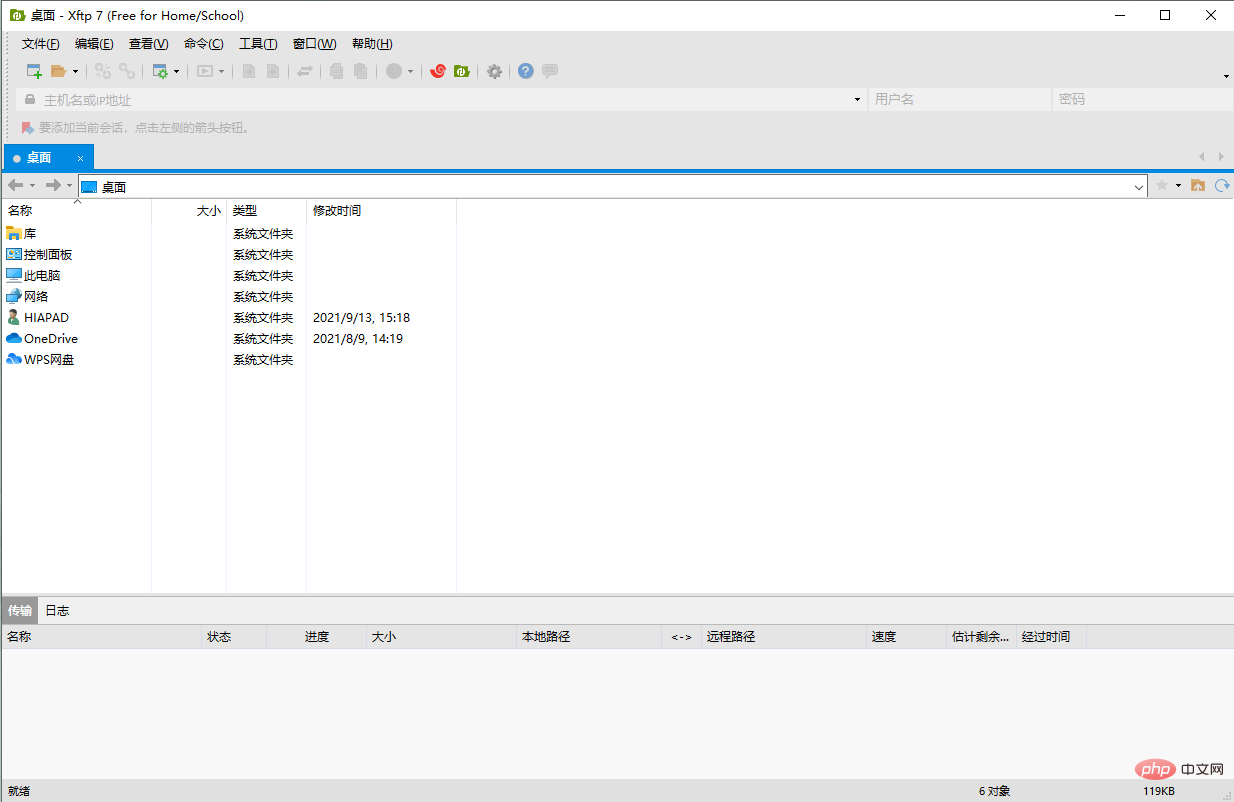 桌面 - Xftp 7 (Free for Home/School)
文件(F) 编辑(E) 查看(V) 命令(C) 工具(T) 窗口(W) 帮助(H)
主机名或IP地址 用户名 密码
要添加当前会话，点击左侧的箭头按钮。
桌面 ×
桌面
名称 大小 类型 修改时间
库 系统文件夹
控制面板 系统文件夹
此电脑 系统文件夹
网络 系统文件夹
HIAPAD 系统文件夹 2021/9/13, 15:18
OneDrive 系统文件夹 2021/8/9, 14:19
WPS网盘 系统文件夹
传输 日志
名称 状态 进度 大小 本地路径 <-> 远程路径 速度 估计剩余... 经过时间
php 中文网
就绪 6 对象 119KB